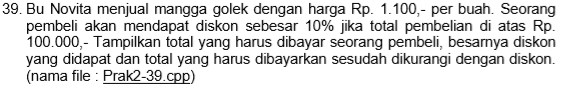 39. Bu Novita menjual mangga golek dengan harga Rp. 1.100,- per buah. Seorang
pembeli akan mendapat diskon sebesar 10% jika total pembelian di atas Rp.
100.000,- Tampilkan total yang harus dibayar seorang pembeli, besarnya diskon
yang didapat dan total yang harus dibayarkan sesudah dikurangi dengan diskon.
(nama file : Prak2-39.cpp)